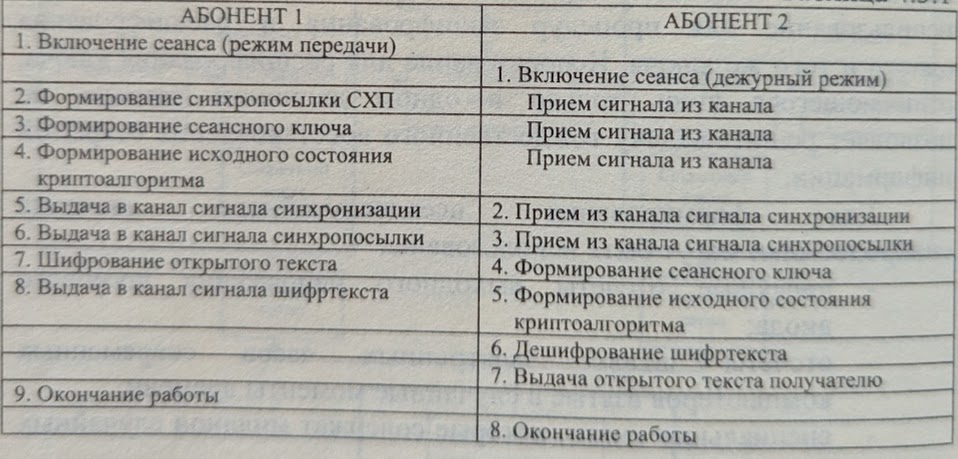 АБОНЕНТ 1 АБОНЕНТ 2
1. Включение сеанса (режим передачи)
1. Включение сеанса (дежурный режим)
2. Формирование синхропосылки СХП Прием сигнала из канала
3. Формирование сеансного ключа Прием сигнала из канала
4. Формирование исходного состояния Прием сигнала из канала
криптоалгоритма
5. Выдача в канал сигнала синхронизации 2. Прием из канала сигнала синхронизации
6. Выдача в канал сигнала синхропосылки 3. Прием из канала сигнала синхропосылки
7. Шифрование открытого текста 4. Формирование сеансного ключа
8. Выдача в канал сигнала шифртекста 5. Формирование исходного состояния
криптоалгоритма
6. Дешифрование шифртекста
7. Выдача открытого текста получателю
9. Окончание работы
8. Окончание работы